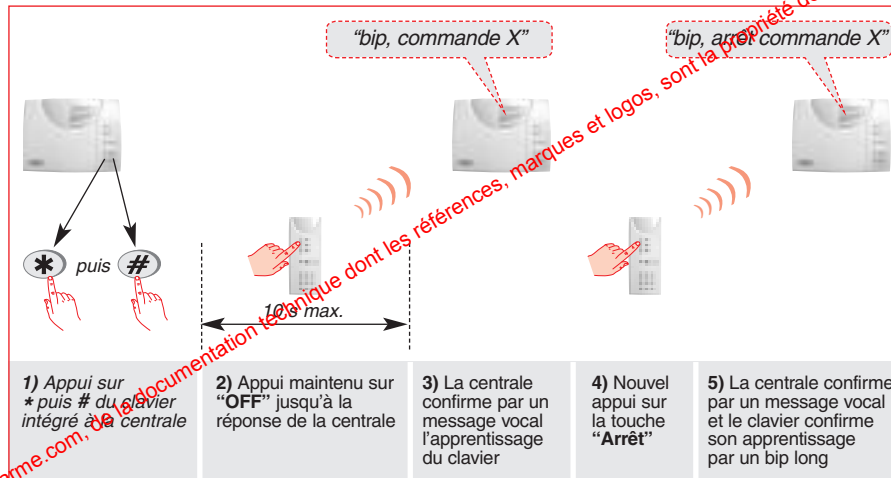 “bip, commande X”
“bip, arrêt commande X”
* puis #
10 s max.
1) Appui sur
* puis # du clavier
intégré à la centrale
2) Appui maintenu sur
“OFF” jusqu’à la
réponse de la centrale
3) La centrale
confirme par un
message vocal
l’apprentissage
du clavier
4) Nouvel
appui sur
la touche
“Arrêt”
5) La centrale confirme
par un message vocal
et le clavier confirme
son apprentissage
par un bip long
arme.com, de la documentation technique dont les références, marques et logos, sont la propriété de